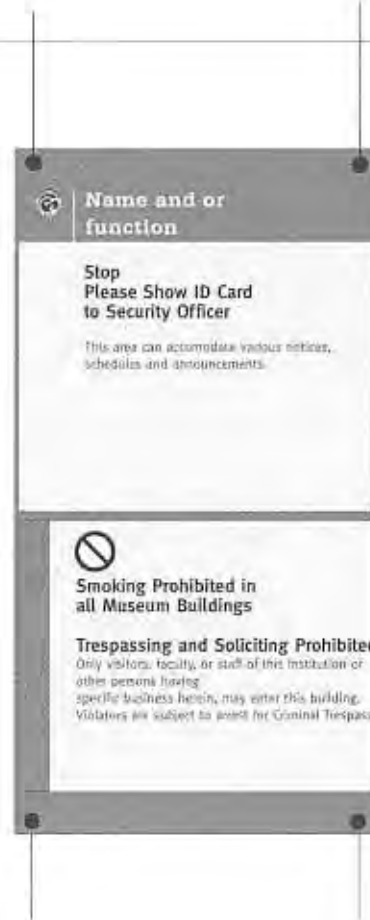 Name and or
function
Stop
Please Show ID Card
to Security Officer
This area can accomodate various notices,
schedules and announcements.
Smoking Prohibited in
all Museum Buildings
Trespassing and Soliciting Prohibited
Only visitors, faculty, or staff of this institution or
other persons having
specific business herein, may enter this building.
Violators are subject to arrest for Criminal Trespass